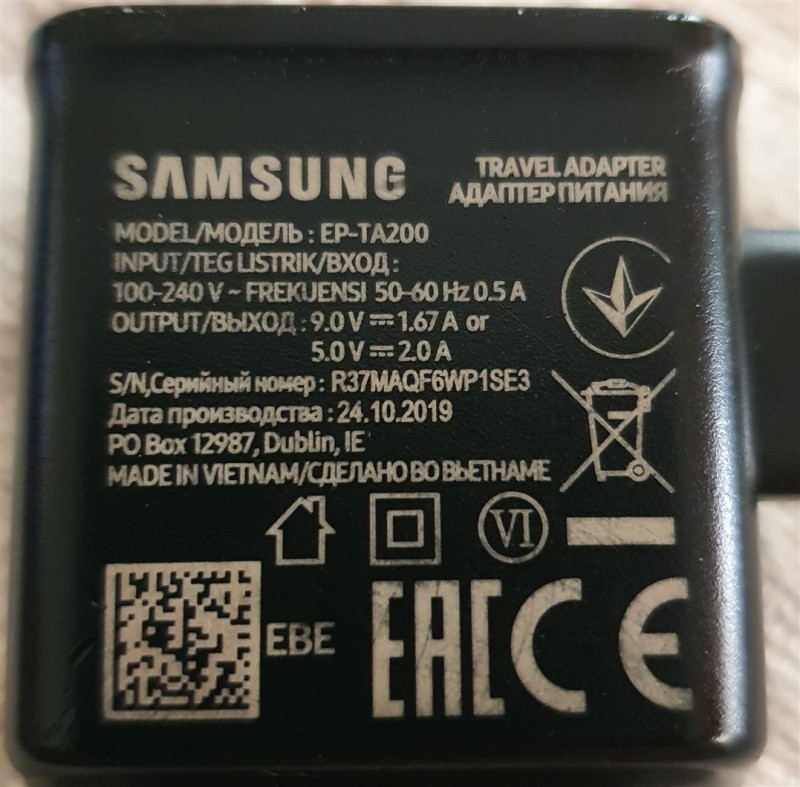 SAMSUNG
TRAVEL ADAPTER
АДАПТЕР ПИТАНИЯ
MODEL/МОДЕЛЬ : EP-TA200
INPUT/TEG LISTRIK/ВХОД :
100-240 V ~ FREKUENSI 50-60 Hz 0.5 A
OUTPUT/ВЫХОД : 9.0 V ⎓ 1.67 A or
5.0 V ⎓ 2.0 A
S/N,Серийный номер : R37MAQF6WP1SE3
Дата производства : 24.10.2019
PO Box 12987, Dublin, IE
MADE IN VIETNAM/СДЕЛАНО ВО ВЬЕТНАМЕ
VI
EBE
EAC CE